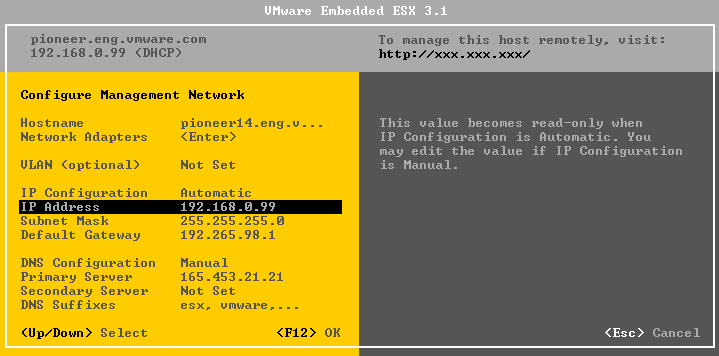 VMware Embedded ESX 3.1
pioneer.eng.vmware.com
192.168.0.99 (DHCP)
To manage this host remotely, visit:
http://xxx.xxx.xxx/
Configure Management Network
Hostname pioneer14.eng.v...
Network Adapters <Enter>
VLAN (optional) Not Set
IP Configuration Automatic
IP Address 192.168.0.99
Subnet Mask 255.255.255.0
Default Gateway 192.265.98.1
DNS Configuration Manual
Primary Server 165.453.21.21
Secondary Server Not Set
DNS Suffixes esx, vmware,...
<Up/Down> Select
<F12> OK
This value becomes read-only when
IP Configuration is Automatic. You
may edit the value if IP Configuration
is Manual.
<Esc> Cancel